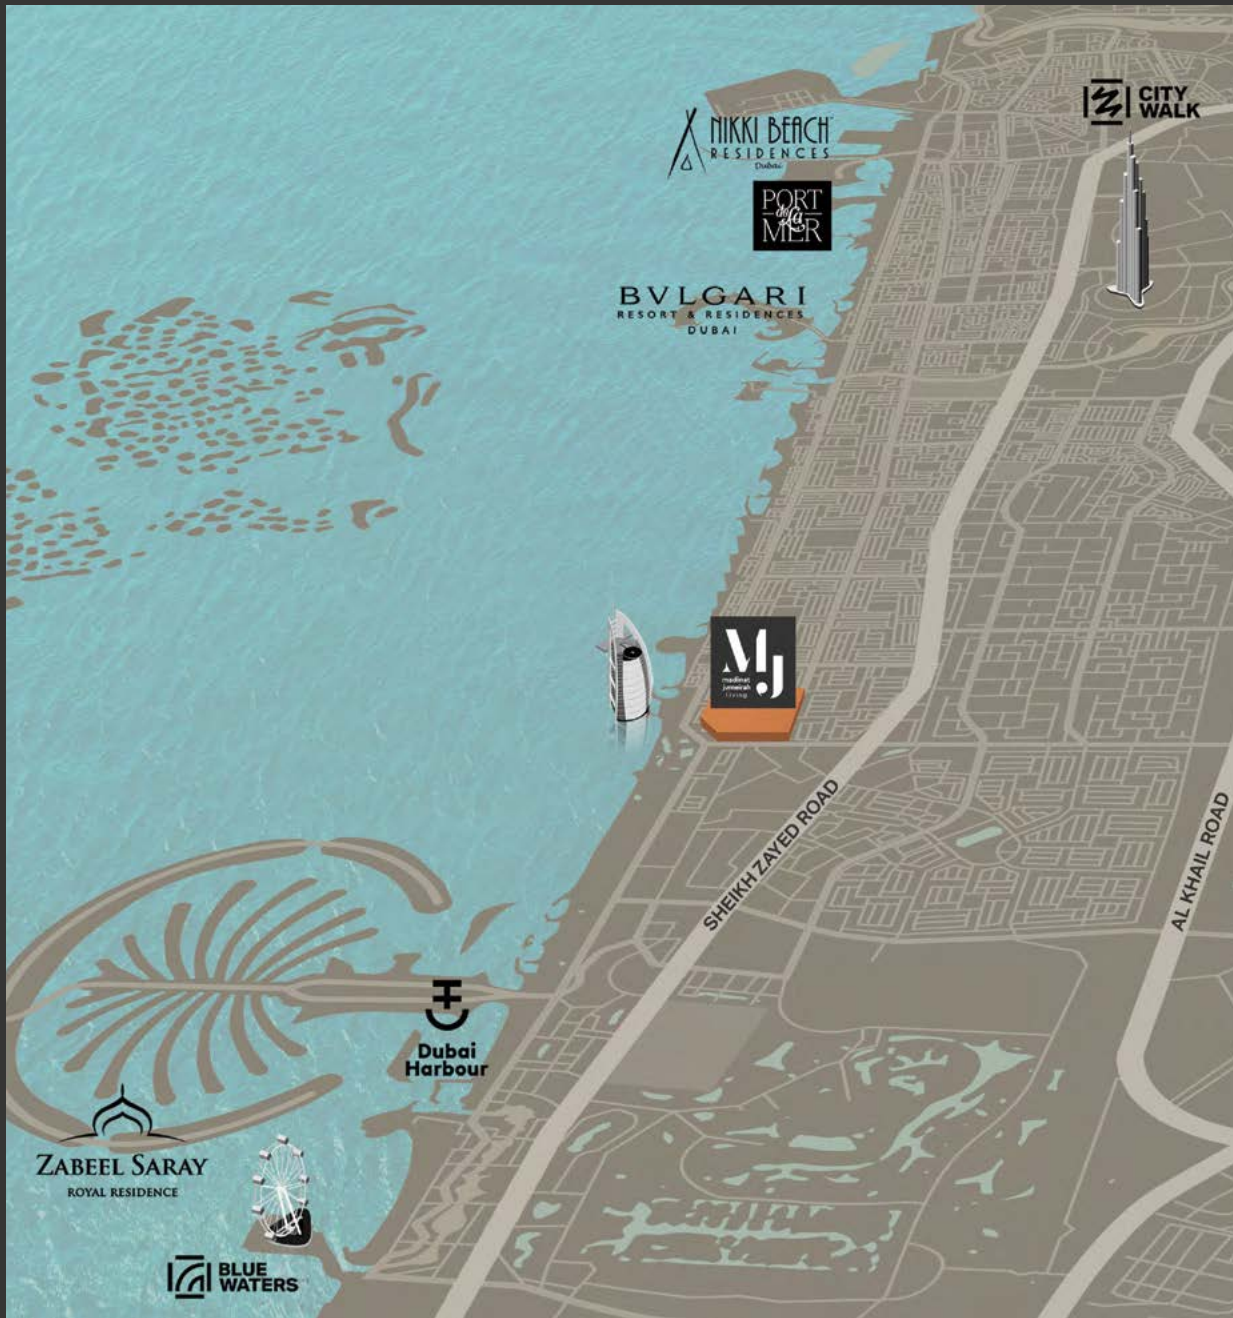 CITY
WALK
NIKKI BEACH
RESIDENCES
Dubai
PORT
de La
MER
BVLGARI
RESORT & RESIDENCES
DUBAI
MJ
madinat
jumeirah
living
SHEIKH ZAYED ROAD
AL KHAIL ROAD
Dubai
Harbour
ZABEEL SARAY
ROYAL RESIDENCE
BLUE
WATERS